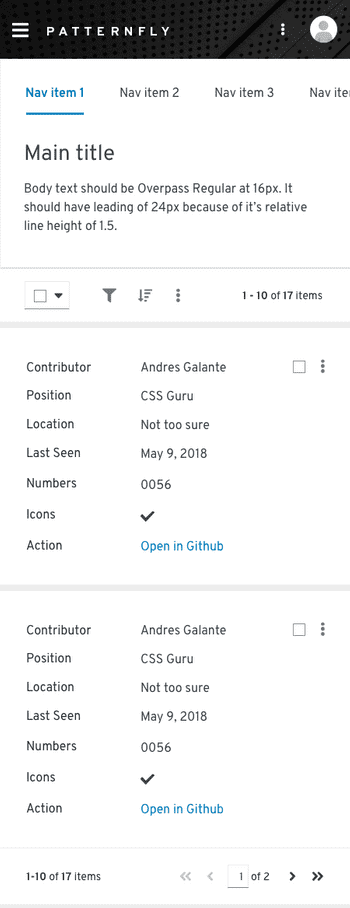 PATTERNFLY
Nav item 1 Nav item 2 Nav item 3 Nav ite
Main title
Body text should be Overpass Regular at 16px. It
should have leading of 24px because of it's relative
line height of 1.5.
1 - 10 of 17 items
Contributor Andres Galante
Position CSS Guru
Location Not too sure
Last Seen May 9, 2018
Numbers 0056
Icons
Action Open in Github
Contributor Andres Galante
Position CSS Guru
Location Not too sure
Last Seen May 9, 2018
Numbers 0056
Icons
Action Open in Github
1-10 of 17 items 1 of 2